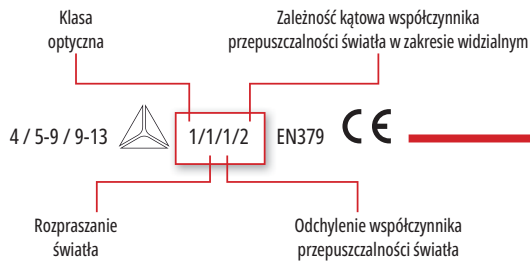 Klasa
optyczna
Zależność kątowa współczynnika
przepuszczalności światła w zakresie widzialnym
4 / 5-9 / 9-13 1/1/1/2 EN379 CE
Rozpraszanie
światła
Odchylenie współczynnika
przepuszczalności światła